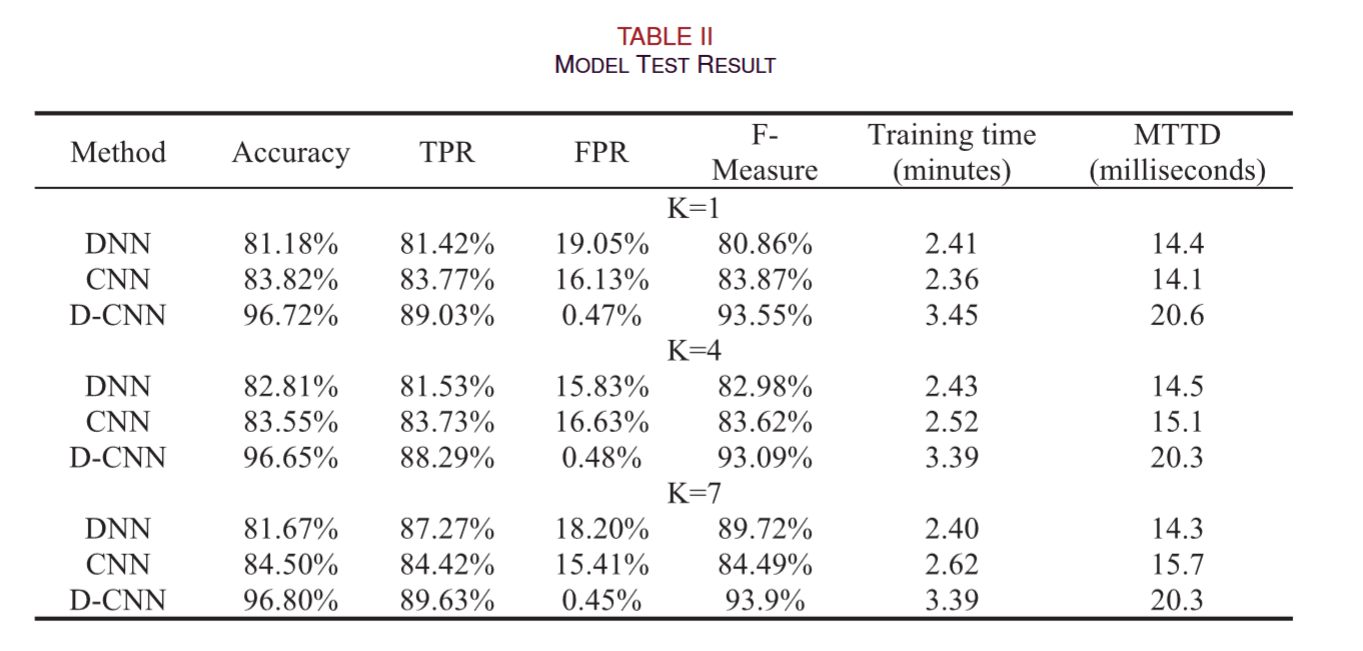 TABLE II
MODEL TEST RESULT
Method Accuracy TPR FPR F-Measure Training time (minutes) MTTD (milliseconds)
K=1
DNN 81.18% 81.42% 19.05% 80.86% 2.41 14.4
CNN 83.82% 83.77% 16.13% 83.87% 2.36 14.1
D-CNN 96.72% 89.03% 0.47% 93.55% 3.45 20.6
K=4
DNN 82.81% 81.53% 15.83% 82.98% 2.43 14.5
CNN 83.55% 83.73% 16.63% 83.62% 2.52 15.1
D-CNN 96.65% 88.29% 0.48% 93.09% 3.39 20.3
K=7
DNN 81.67% 87.27% 18.20% 89.72% 2.40 14.3
CNN 84.50% 84.42% 15.41% 84.49% 2.62 15.7
D-CNN 96.80% 89.63% 0.45% 93.9% 3.39 20.3